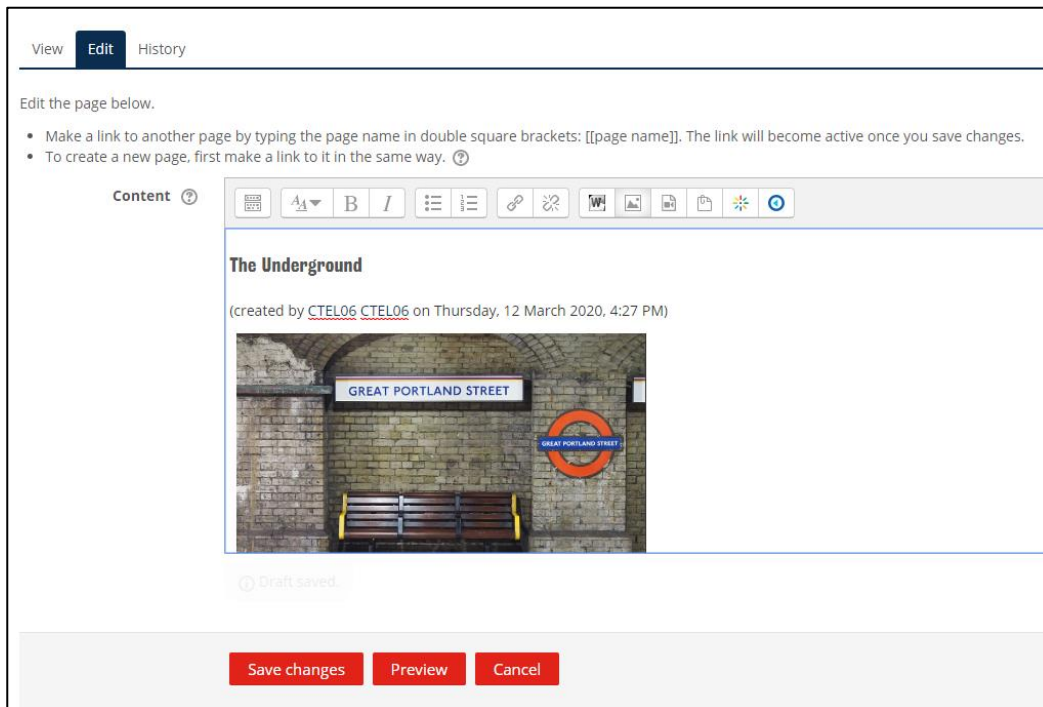 View Edit History
Edit the page below.
Make a link to another page by typing the page name in double square brackets: [[page name]]. The link will become active once you save changes.
To create a new page, first make a link to it in the same way.
Content
The Underground
(created by CTEL06 CTEL06 on Thursday, 12 March 2020, 4:27 PM)
GREAT PORTLAND STREET
GREAT PORTLAND STREET
Draft saved.
Save changes Preview Cancel